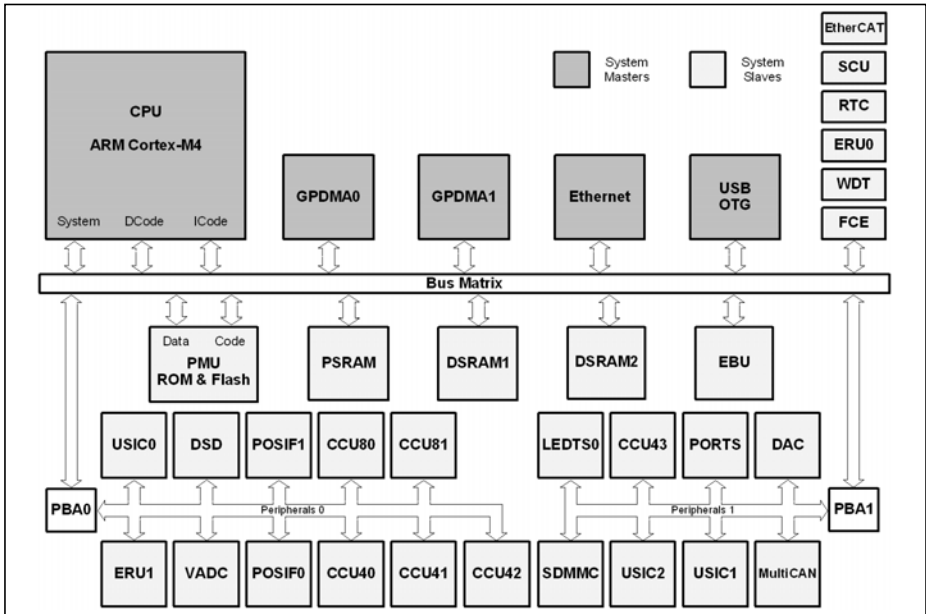 EtherCAT
System Masters
System Slaves
SCU
CPU
ARM Cortex-M4
RTC
ERU0
GPDMA0
GPDMA1
Ethernet
USB
OTG
WDT
System DCode ICode
FCE
Bus Matrix
Data Code
PMU
ROM & Flash
PSRAM
DSRAM1
DSRAM2
EBU
USIC0
DSD
POSIF1
CCU80
CCU81
LEDTS0
CCU43
PORTS
DAC
PBA0
Peripherals 0
Peripherals 1
PBA1
ERU1
VADC
POSIF0
CCU40
CCU41
CCU42
SDMMC
USIC2
USIC1
MultiCAN